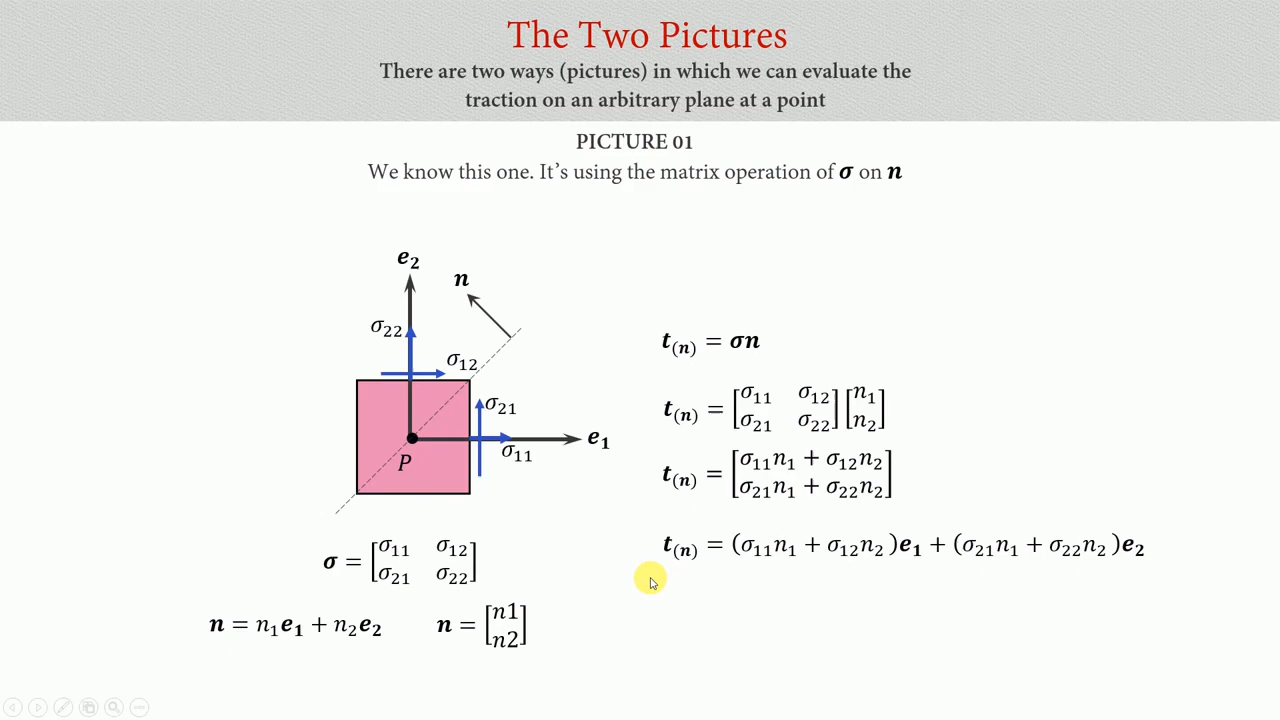 The Two Pictures
There are two ways (pictures) in which we can evaluate the
traction on an arbitrary plane at a point
PICTURE 01
We know this one. It's using the matrix operation of σ on n
e₂
n
σ₂₂
σ₁₂
σ₂₁
e₁
σ₁₁
P
σ = [σ₁₁ σ₁₂
σ₂₁ σ₂₂]
n = n₁e₁ + n₂e₂
n = [n1
n2]
t₍ₙ₎ = σn
t₍ₙ₎ = [σ₁₁ σ₁₂
σ₂₁ σ₂₂] [n₁
n₂]
t₍ₙ₎ = [σ₁₁n₁ + σ₁₂n₂
σ₂₁n₁ + σ₂₂n₂]
t₍ₙ₎ = (σ₁₁n₁ + σ₁₂n₂)e₁ + (σ₂₁n₁ + σ₂₂n₂)e₂